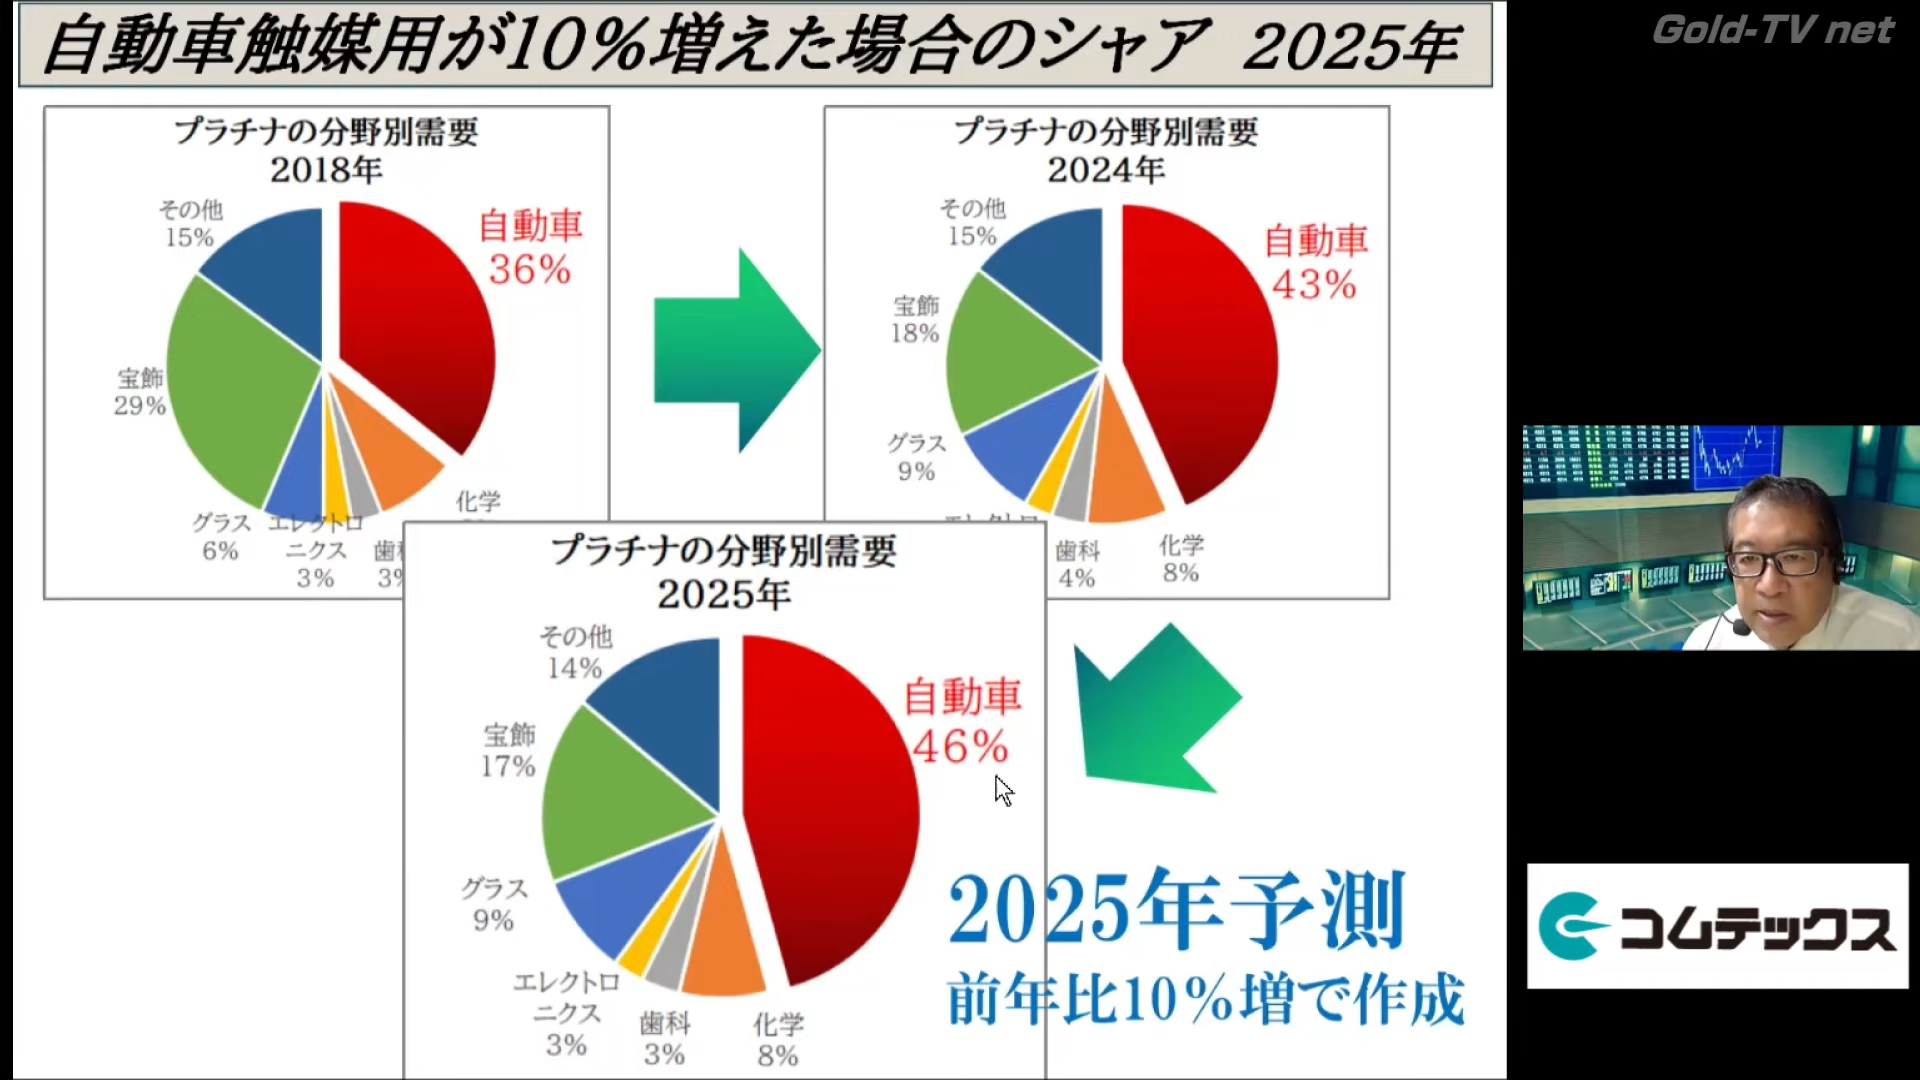 自動車触媒用が10%増えた場合のシャア 2025年
Gold-TV net
プラチナの分野別需要
2018年
その他
15%
自動車
36%
宝飾
29%
化学
グラス
6%
エレクトロ
ニクス
3%
プラチナの分野別需要
2024年
その他
15%
自動車
43%
宝飾
18%
グラス
9%
歯科
4%
化学
8%
プラチナの分野別需要
2025年
その他
14%
自動車
46%
宝飾
17%
グラス
9%
エレクトロ
ニクス
3%
歯科
3%
化学
8%
2025年予測
前年比10%増で作成
コムテックス